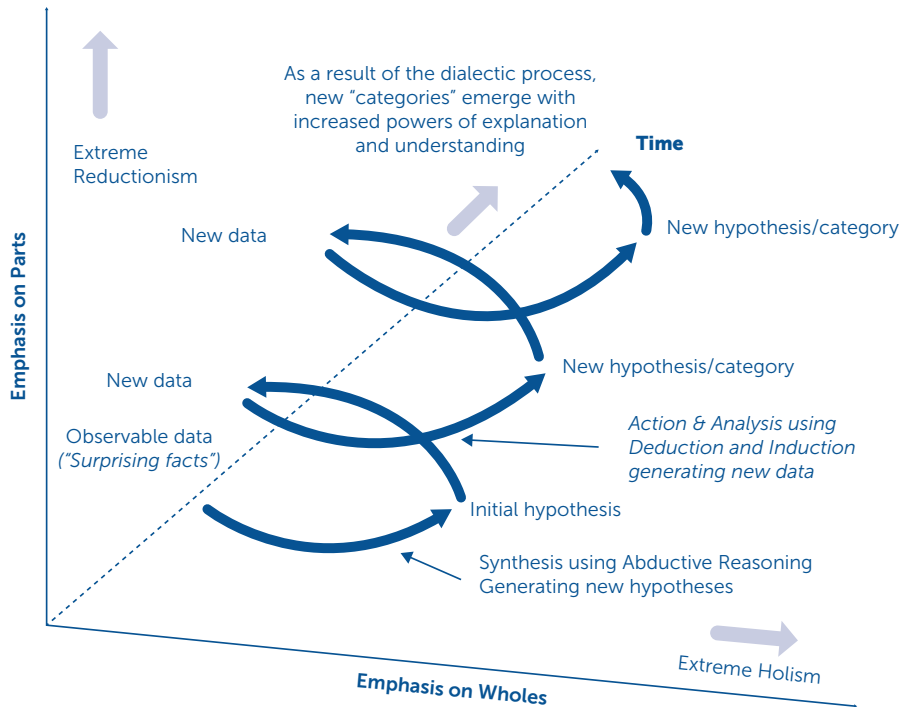 As a result of the dialectic process,
new “categories” emerge with
increased powers of explanation
and understanding
Time
Extreme
Reductionism
New data
New hypothesis/category
Emphasis on Parts
New data
New hypothesis/category
Observable data
(“Surprising facts”)
Action & Analysis using
Deduction and Induction
generating new data
Initial hypothesis
Synthesis using Abductive Reasoning
Generating new hypotheses
Extreme Holism
Emphasis on Wholes